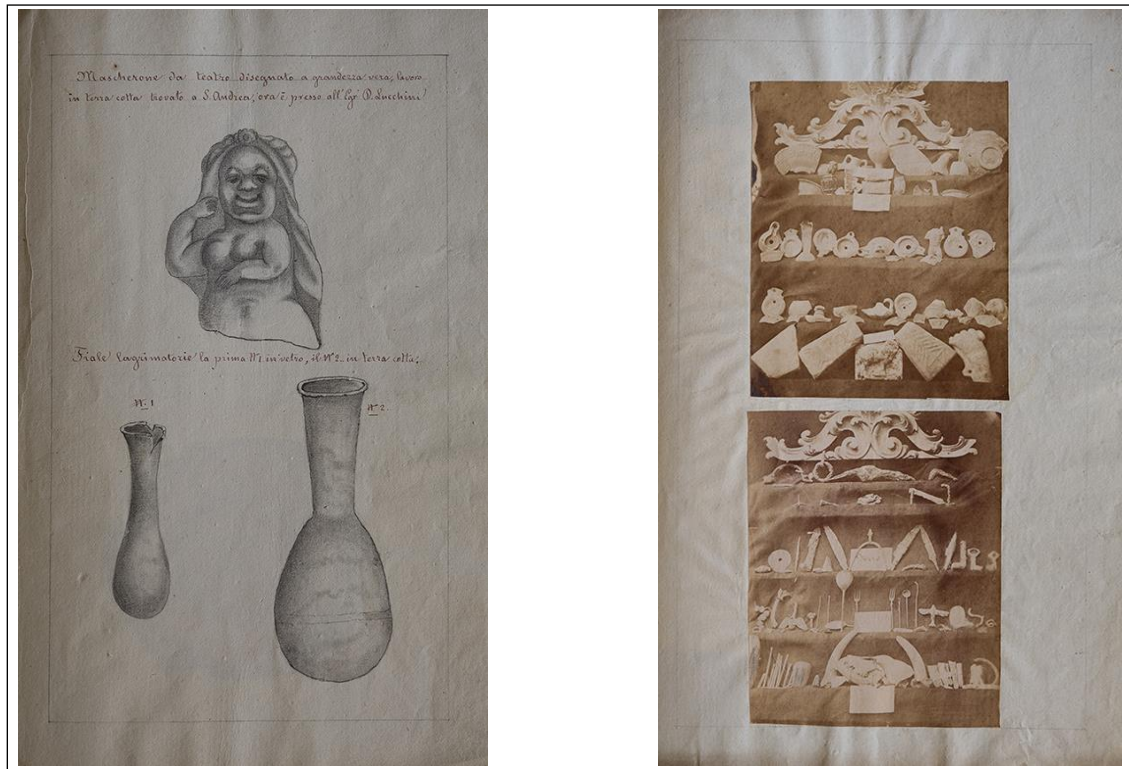 Mascherone da teatro disegnato a grandezza vera, lavoro
in terra cotta trovato a S. Andrea, ora è presso all' Egr. D. Lucchini
Fiale lagrimatorie la prima N. 1 in vetro, il N. 2 in terra cotta;
N. 1
N. 2